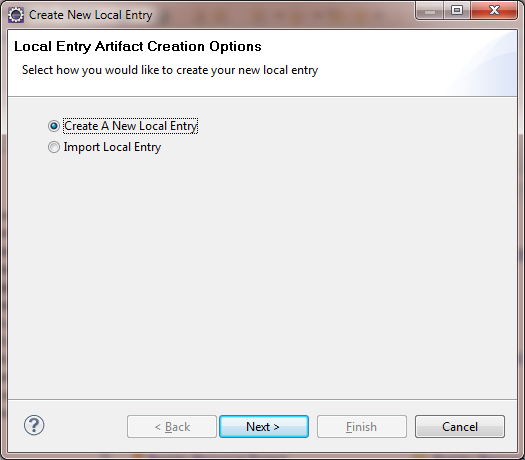 Create New Local Entry
Local Entry Artifact Creation Options
Select how you would like to create your new local entry
Create A New Local Entry
Import Local Entry
? < Back Next > Finish Cancel